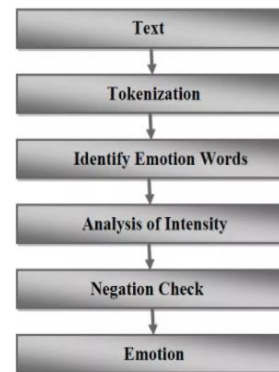 Text
Tokenization
Identify Emotion Words
Analysis of Intensity
Negation Check
Emotion